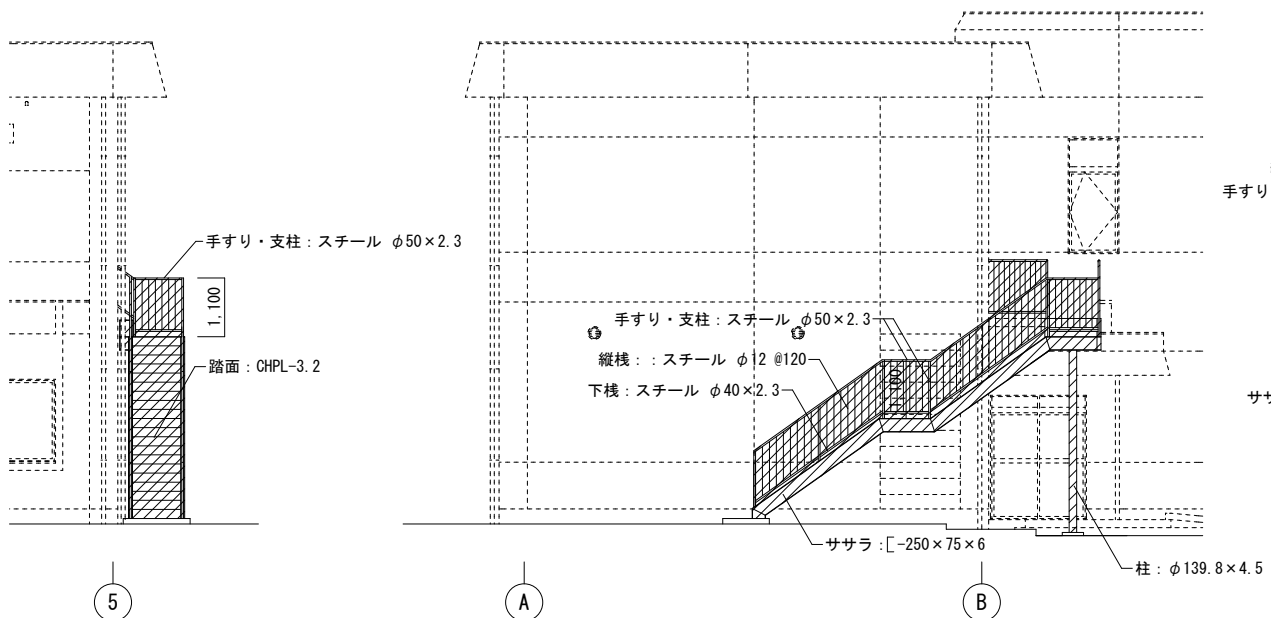 手すり・支柱：スチール φ50×2.3
1,100
踏面：CHPL-3.2
5
手すり・支柱：スチール φ50×2.3
縦桟：：スチール φ12 @120
下桟：スチール φ40×2.3
1,100
ササラ：[-250×75×6
柱：φ139.8×4.5
A
B
手すり
ササ